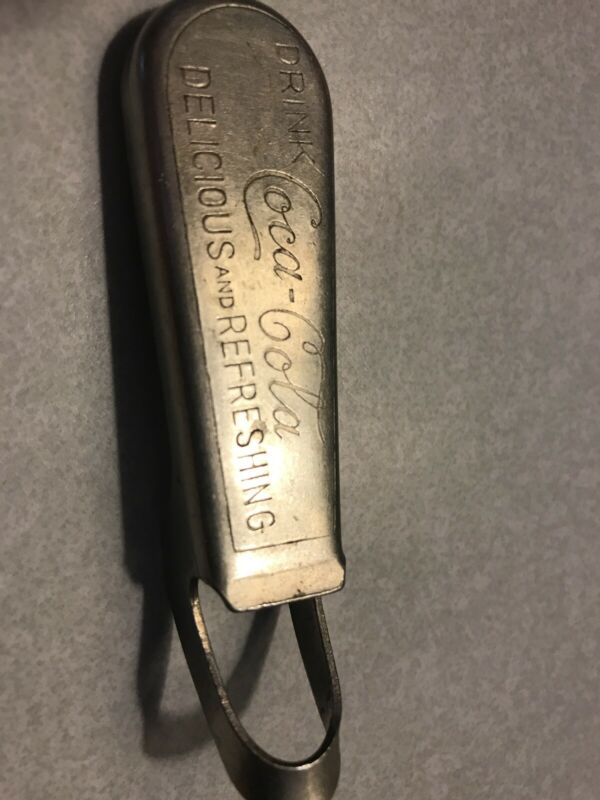 DRINK
Coca-Cola
DELICIOUS AND REFRESHING